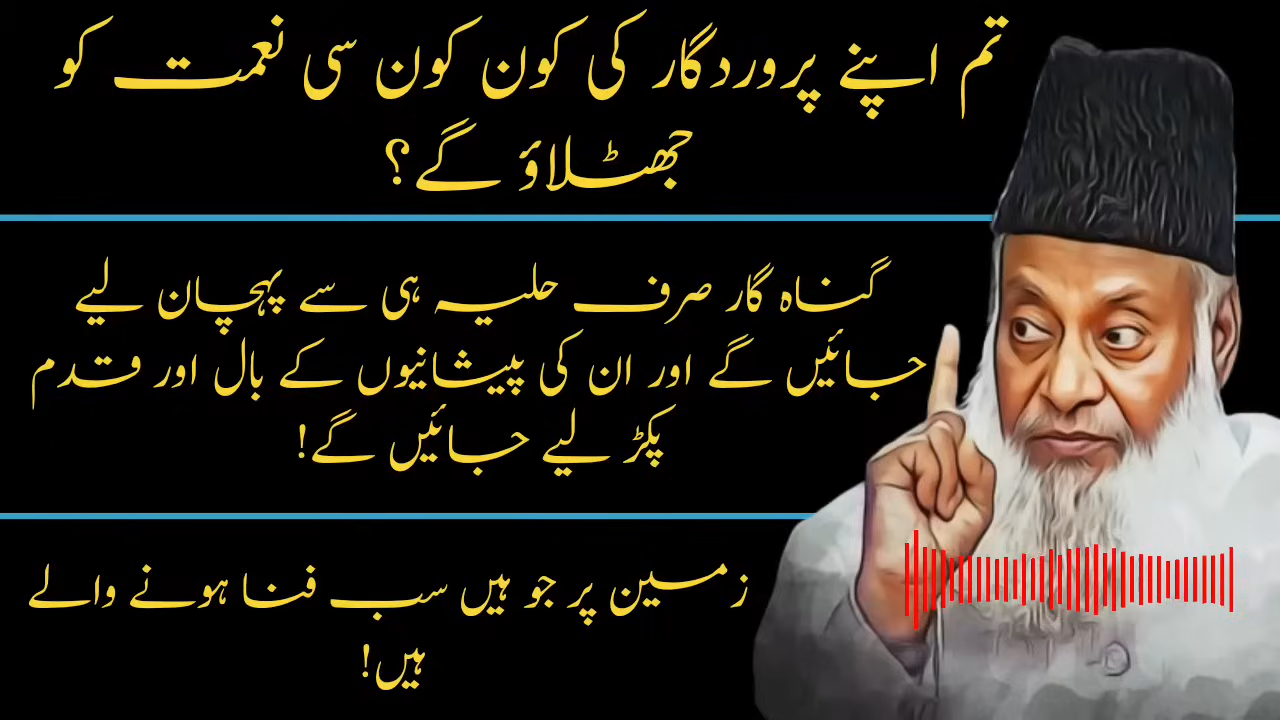 تم اپنے پروردگار کی کون کون سی نعمت کو
جھٹلاؤ گے؟
گناہ گار صرف حلیہ ہی سے پہچان لیے
جائیں گے اور ان کی پیشانیوں کے بال اور قدم
پکڑ لیے جائیں گے!
زمین پر جو ہیں سب فنا ہونے والے
ہیں!